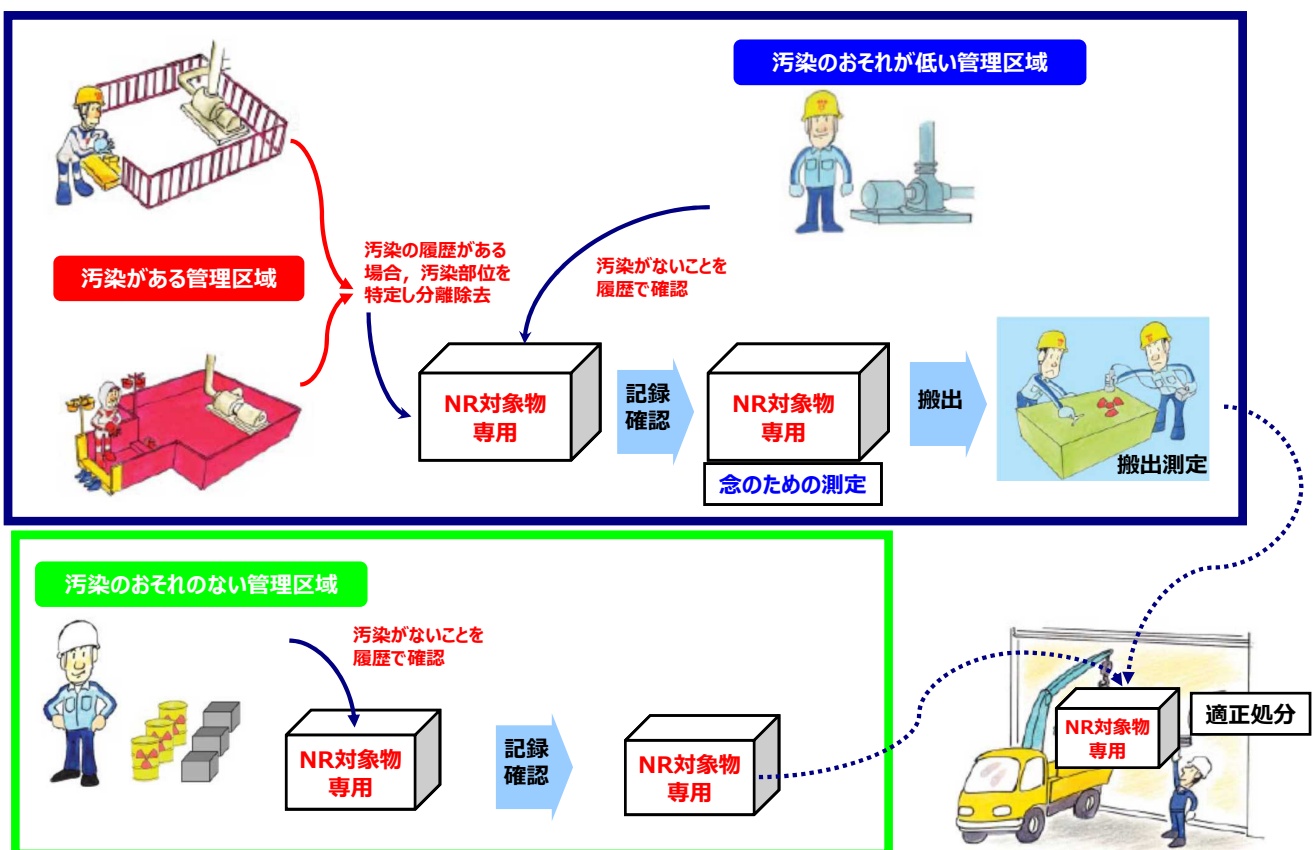 汚染のおそれが低い管理区域
汚染がある管理区域
汚染の履歴がある
場合，汚染部位を
特定し分離除去
汚染がないことを
履歴で確認
NR対象物
専用
記録
確認
NR対象物
専用
念のための測定
搬出
搬出測定
汚染のおそれのない管理区域
汚染がないことを
履歴で確認
NR対象物
専用
記録
確認
NR対象物
専用
NR対象物
専用
適正処分